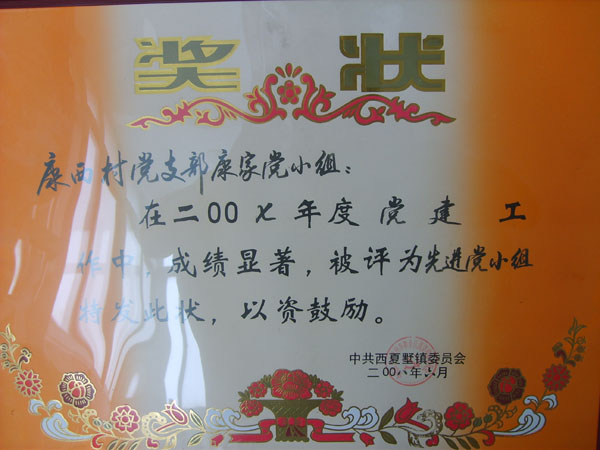 奖状
康西村党支部康家党小组：
在二00七年度党建工
作中，成绩显著，被评为先进党小组
特发此状，以资鼓励。
中共西夏墅镇委员会
二00八年六月